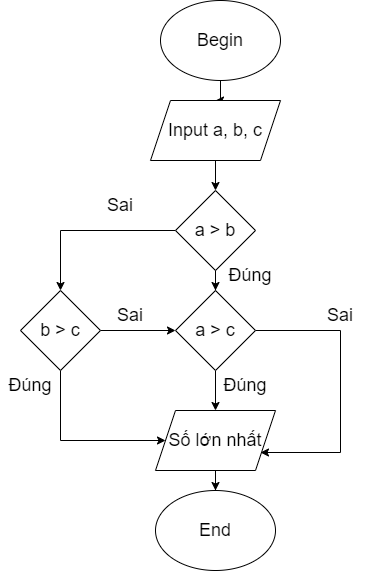 Begin
Input a, b, c
Sai
a > b
Đúng
b > c
Sai
a > c
Sai
Đúng
Đúng
Số lớn nhất
End